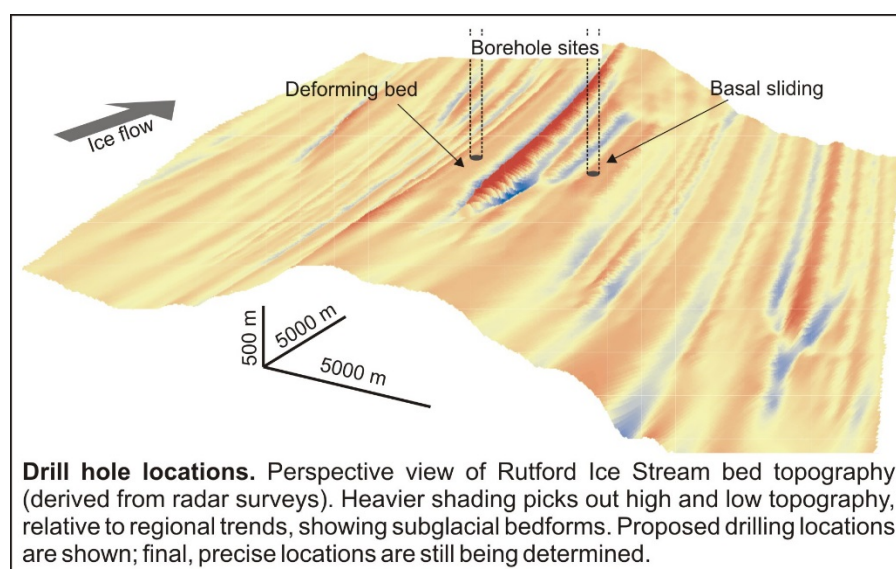 Borehole sites
Deforming bed
Basal sliding
Ice flow
500 m
5000 m
5000 m
Drill hole locations. Perspective view of Rutford Ice Stream bed topography
(derived from radar surveys). Heavier shading picks out high and low topography,
relative to regional trends, showing subglacial bedforms. Proposed drilling locations
are shown; final, precise locations are still being determined.